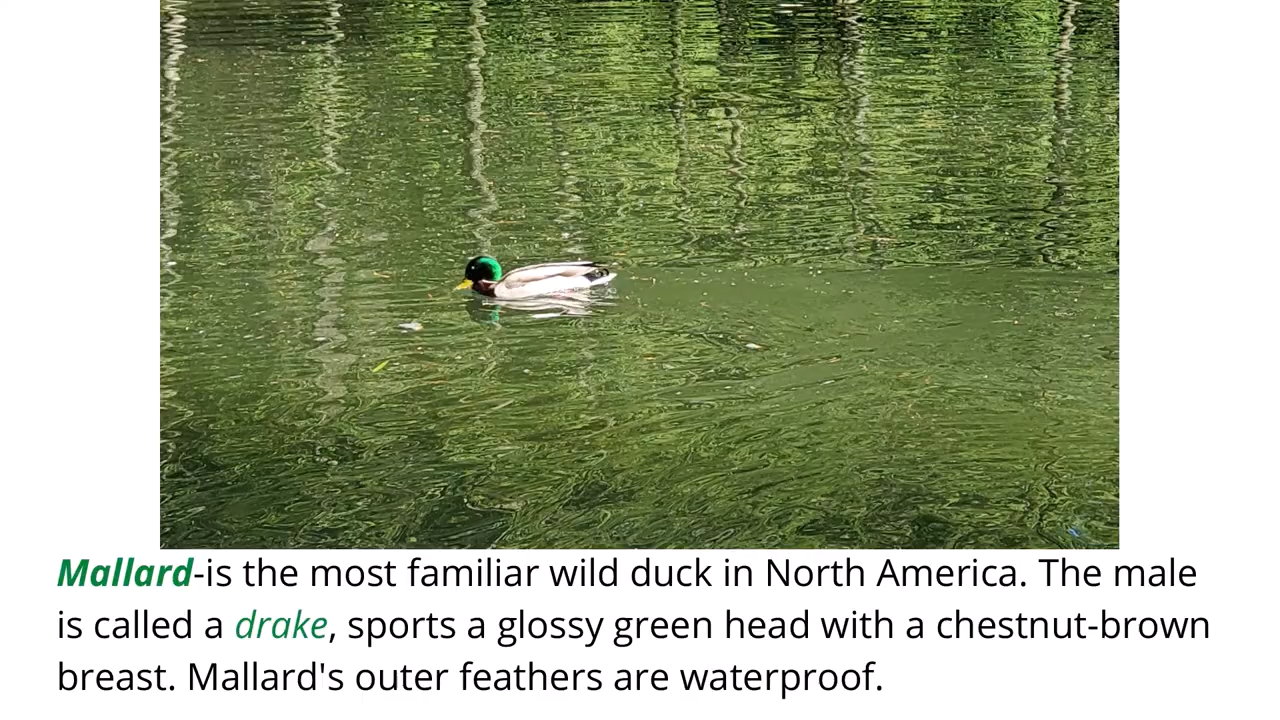 Mallard-is the most familiar wild duck in North America. The male
is called a drake, sports a glossy green head with a chestnut-brown
breast. Mallard's outer feathers are waterproof.